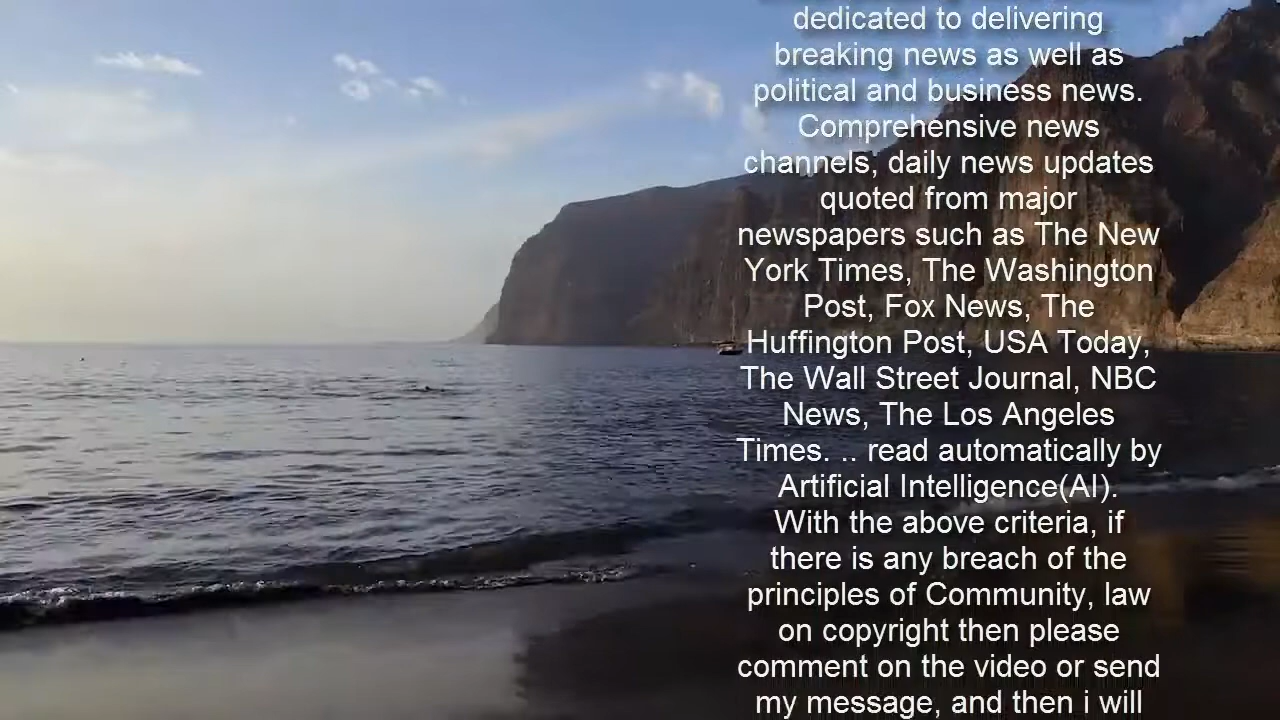 dedicated to delivering
breaking news as well as
political and business news.
Comprehensive news
channels, daily news updates
quoted from major
newspapers such as The New
York Times, The Washington
Post, Fox News, The
Huffington Post, USA Today,
The Wall Street Journal, NBC
News, The Los Angeles
Times. .. read automatically by
Artificial Intelligence(AI).
With the above criteria, if
there is any breach of the
principles of Community, law
on copyright then please
comment on the video or send
my message, and then i will